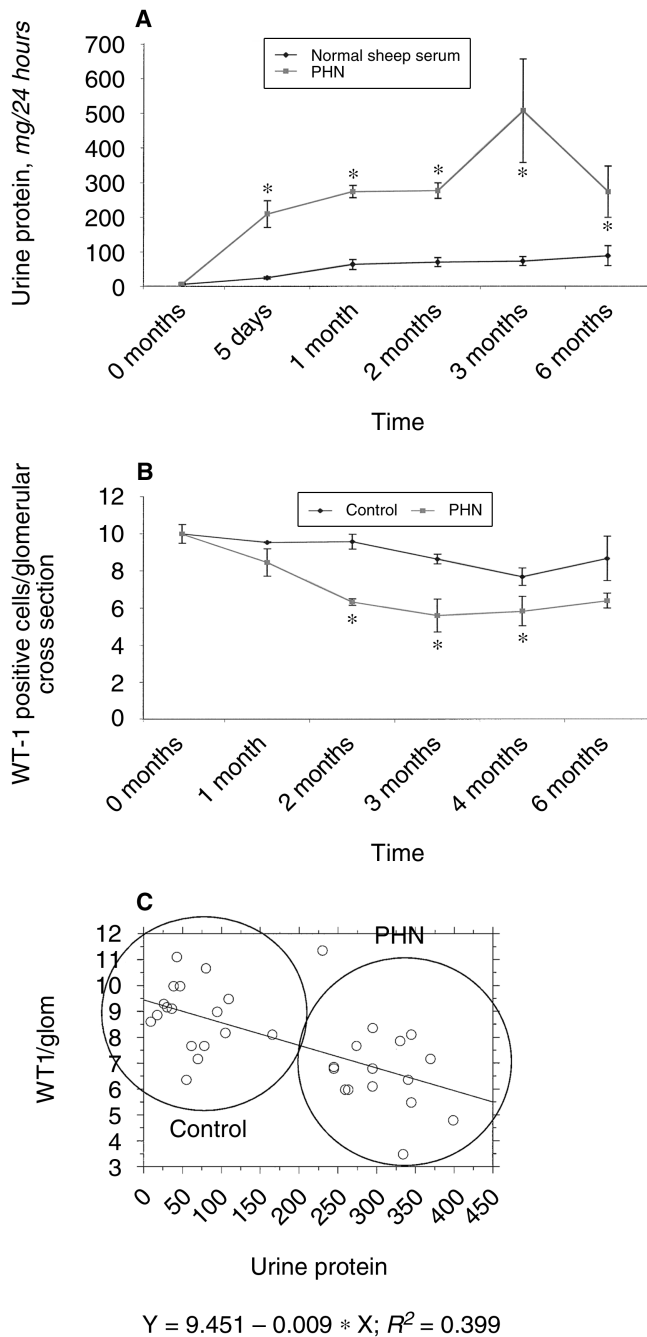 A
Urine protein, mg/24 hours
700
600
500
400
300
200
100
0
Normal sheep serum
PHN
*
*
*
*
*
0 months
5 days
1 month
2 months
3 months
6 months
Time
B
WT-1 positive cells/glomerular
cross section
12
10
8
6
4
2
0
Control PHN
*
*
*
0 months
1 month
2 months
3 months
4 months
6 months
Time
C
WT1/glom
12
11
10
9
8
7
6
5
4
3
PHN
Control
0
50
100
150
200
250
300
350
400
450
Urine protein
Y = 9.451 – 0.009 * X; R² = 0.399